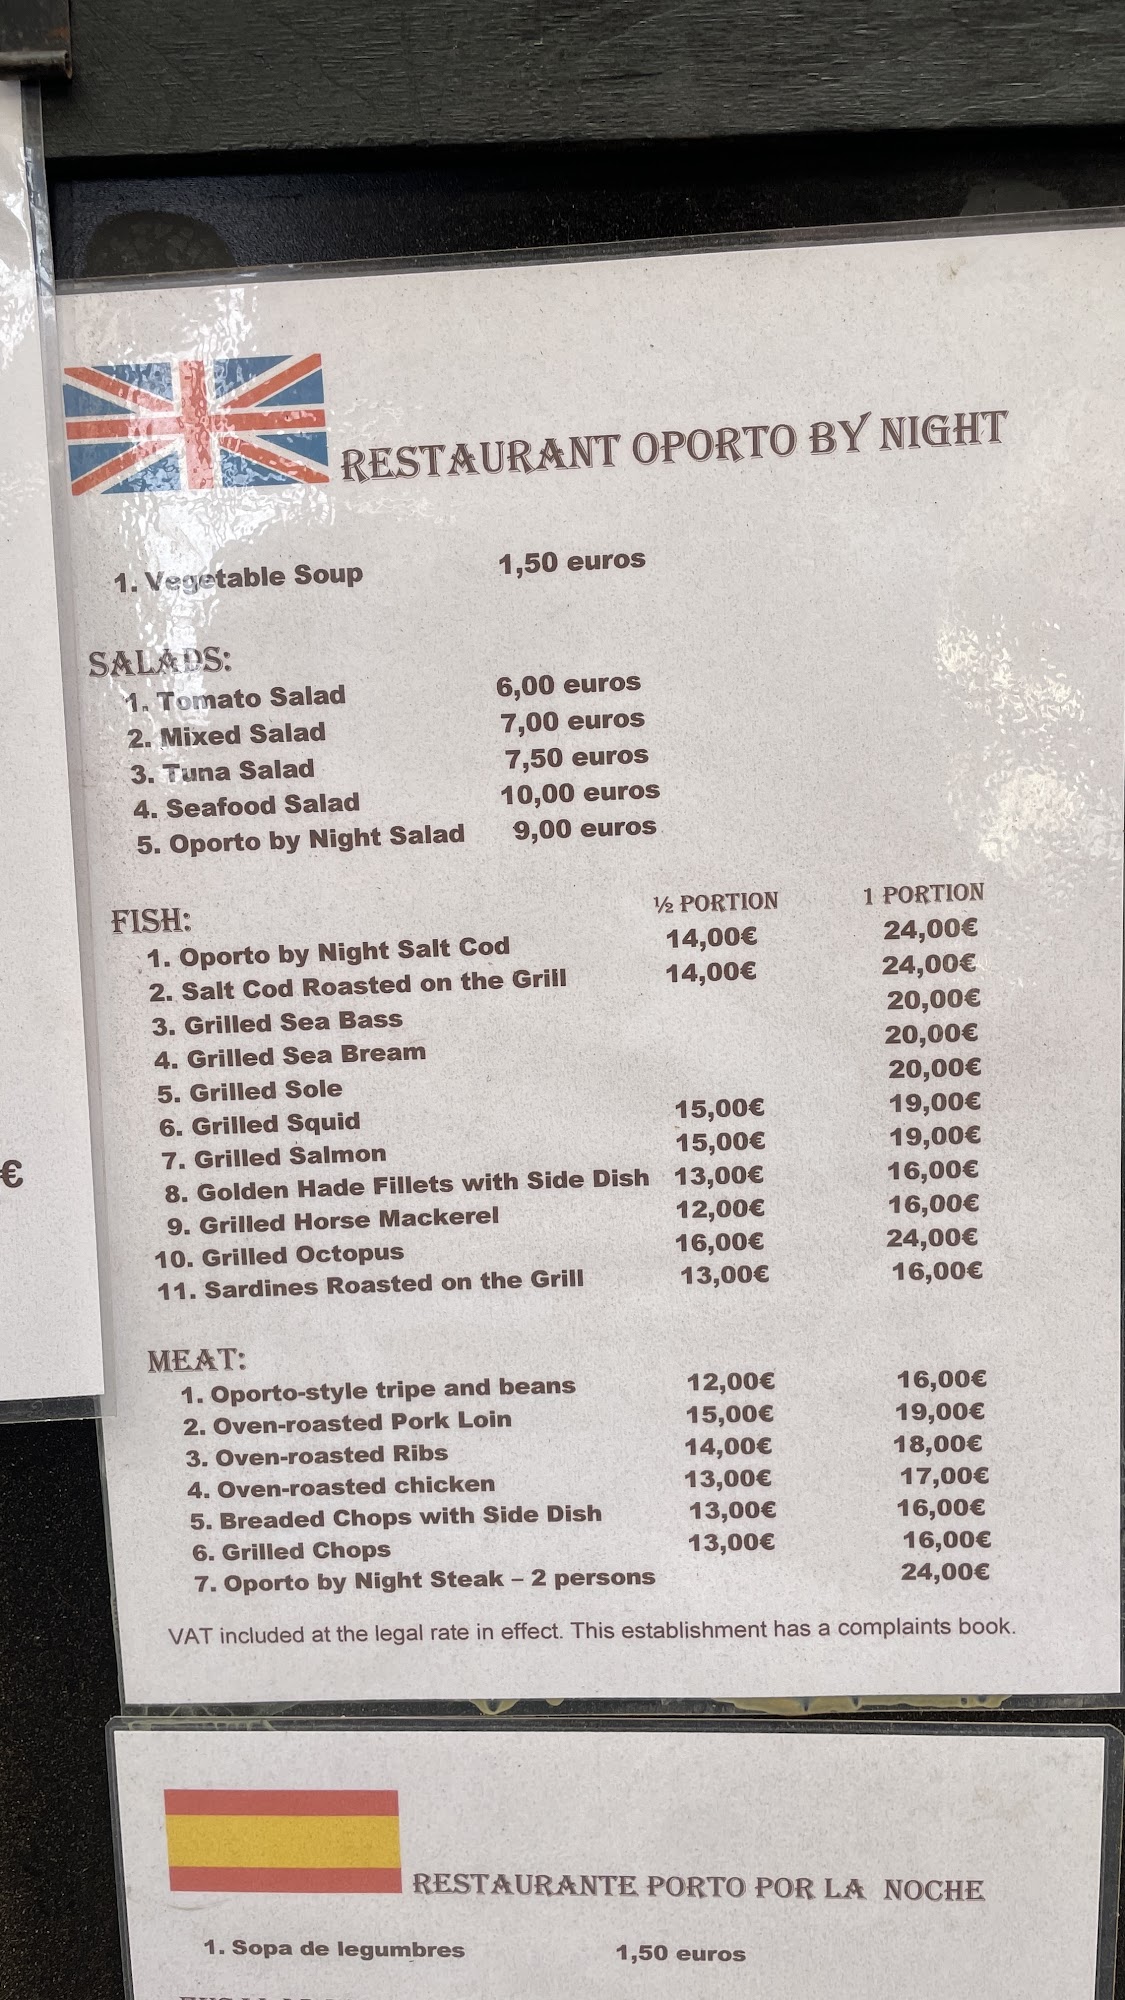 RESTAURANT OPORTO BY NIGHT
1. Vegetable Soup 1,50 euros
SALADS:
1. Tomato Salad 6,00 euros
2. Mixed Salad 7,00 euros
3. Tuna Salad 7,50 euros
4. Seafood Salad 10,00 euros
5. Oporto by Night Salad 9,00 euros
FISH: ½ PORTION 1 PORTION
1. Oporto by Night Salt Cod 14,00€ 24,00€
2. Salt Cod Roasted on the Grill 14,00€ 24,00€
3. Grilled Sea Bass 20,00€
4. Grilled Sea Bream 20,00€
5. Grilled Sole 20,00€
6. Grilled Squid 15,00€ 19,00€
7. Grilled Salmon 15,00€ 19,00€
8. Golden Hade Fillets with Side Dish 13,00€ 16,00€
9. Grilled Horse Mackerel 12,00€ 16,00€
10. Grilled Octopus 16,00€ 24,00€
11. Sardines Roasted on the Grill 13,00€ 16,00€
€
MEAT:
1. Oporto-style tripe and beans 12,00€ 16,00€
2. Oven-roasted Pork Loin 15,00€ 19,00€
3. Oven-roasted Ribs 14,00€ 18,00€
4. Oven-roasted chicken 13,00€ 17,00€
5. Breaded Chops with Side Dish 13,00€ 16,00€
6. Grilled Chops 13,00€ 16,00€
7. Oporto by Night Steak – 2 persons 24,00€
VAT included at the legal rate in effect. This establishment has a complaints book.
RESTAURANTE PORTO POR LA NOCHE
1. Sopa de legumbres 1,50 euros